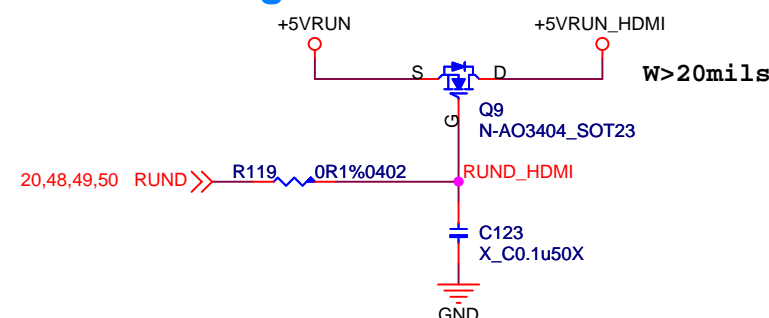 +5VRUN
+5VRUN_HDMI
S
D
W>20mils
G
Q9
N-AO3404_SOT23
20,48,49,50 RUND
R119
0R1%0402
RUND_HDMI
C123
X_C0.1u50X
GND